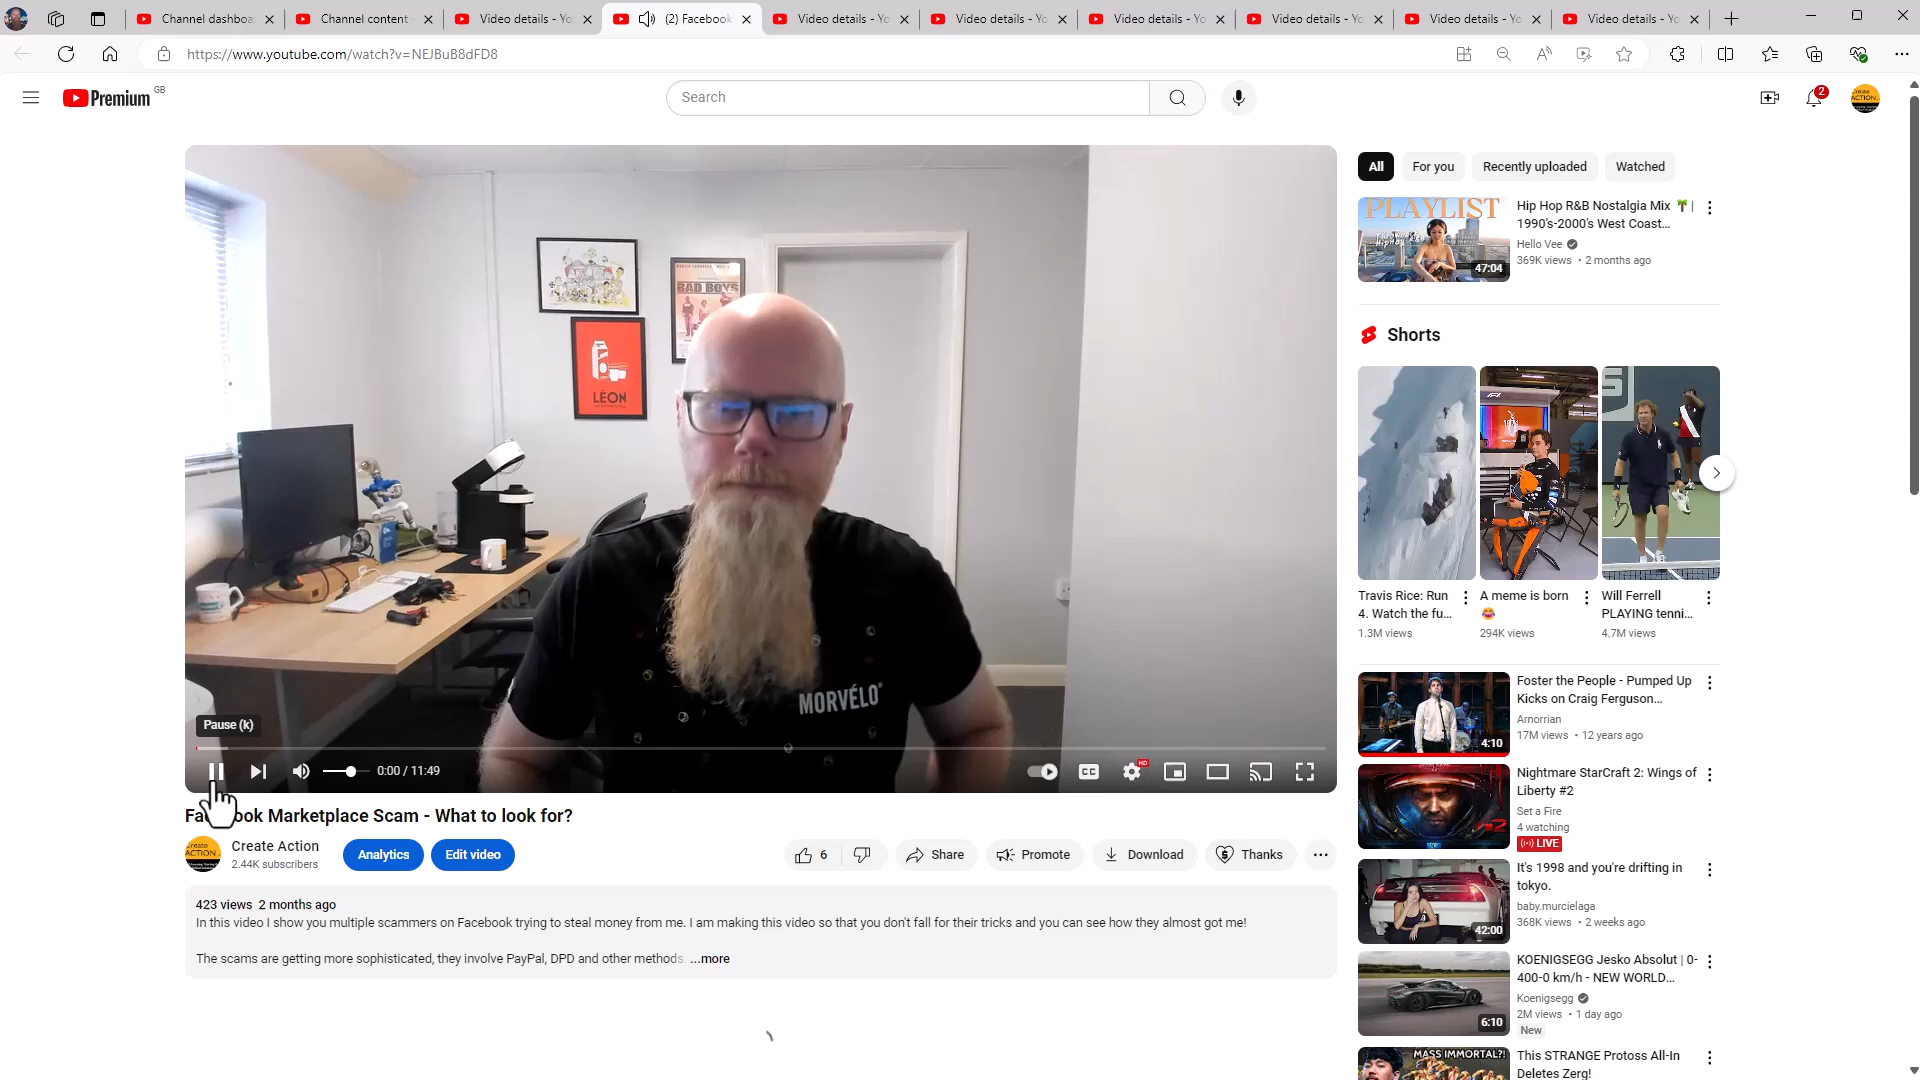 Channel dashboa
Channel content -
Video details - Yo
(2) Facebook
Video details - Yo
Video details - Yo
Video details - Yo
Video details - Yo
Video details - Yo
Video details - Yo
https://www.youtube.com/watch?v=NEJBuB8dFD8
Premium GB
Search
2
Create
ACTION
BAD BOYS
LÉON
MORVÉLO
Pause (k)
0:00 / 11:49
CC
HD
Facebook Marketplace Scam - What to look for?
Create Action
2.44K subscribers
Analytics
Edit video
6
Share
Promote
Download
Thanks
423 views 2 months ago
In this video I show you multiple scammers on Facebook trying to steal money from me. I am making this video so that you don't fall for their tricks and you can see how they almost got me!
The scams are getting more sophisticated, they involve PayPal, DPD and other methods. ...more
All
For you
Recently uploaded
Watched
PLAYLIST
47:04
Hip Hop R&B Nostalgia Mix 🌴 |
1990's-2000's West Coast...
Hello Vee
369K views • 2 months ago
Shorts
Travis Rice: Run
4. Watch the fu...
1.3M views
A meme is born
😂
294K views
Will Ferrell
PLAYING tenni...
4.7M views
4:10
Foster the People - Pumped Up
Kicks on Craig Ferguson...
Arnorrian
17M views • 12 years ago
Nightmare StarCraft 2: Wings of
Liberty #2
Set a Fire
4 watching
LIVE
42:00
It's 1998 and you're drifting in
tokyo.
baby.murcielaga
368K views • 2 weeks ago
6:10
KOENIGSEGG Jesko Absolut | 0-
400-0 km/h - NEW WORLD...
Koenigsegg
2M views • 1 day ago
New
MASS IMMORTAL?!
This STRANGE Protoss All-In
Deletes Zerg!